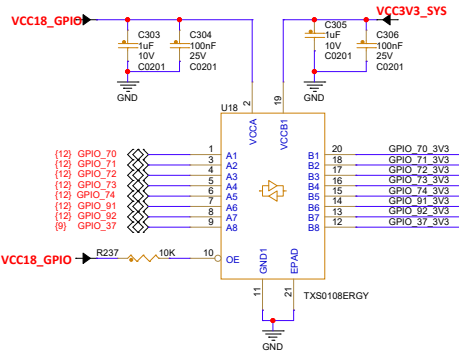 VCC18_GPIO
VCC3V3_SYS
C303
1uF
10V
C0201
C304
100nF
25V
C0201
C305
1uF
10V
C0201
C306
100nF
25V
C0201
GND
GND
U18
2
19
VCCA
VCCB1
{12} GPIO_70 1 A1 B1 20 GPIO_70_3V3
{12} GPIO_71 3 A2 B2 18 GPIO_71_3V3
{12} GPIO_72 4 A3 B3 17 GPIO_72_3V3
{12} GPIO_73 5 A4 B4 16 GPIO_73_3V3
{12} GPIO_74 6 A5 B5 15 GPIO_74_3V3
{12} GPIO_91 7 A6 B6 14 GPIO_91_3V3
{12} GPIO_92 8 A7 B7 13 GPIO_92_3V3
{9} GPIO_37 9 A8 B8 12 GPIO_37_3V3
VCC18_GPIO R237 10K 10 OE
GND1
EPAD
11
21
TXS0108ERGY
GND